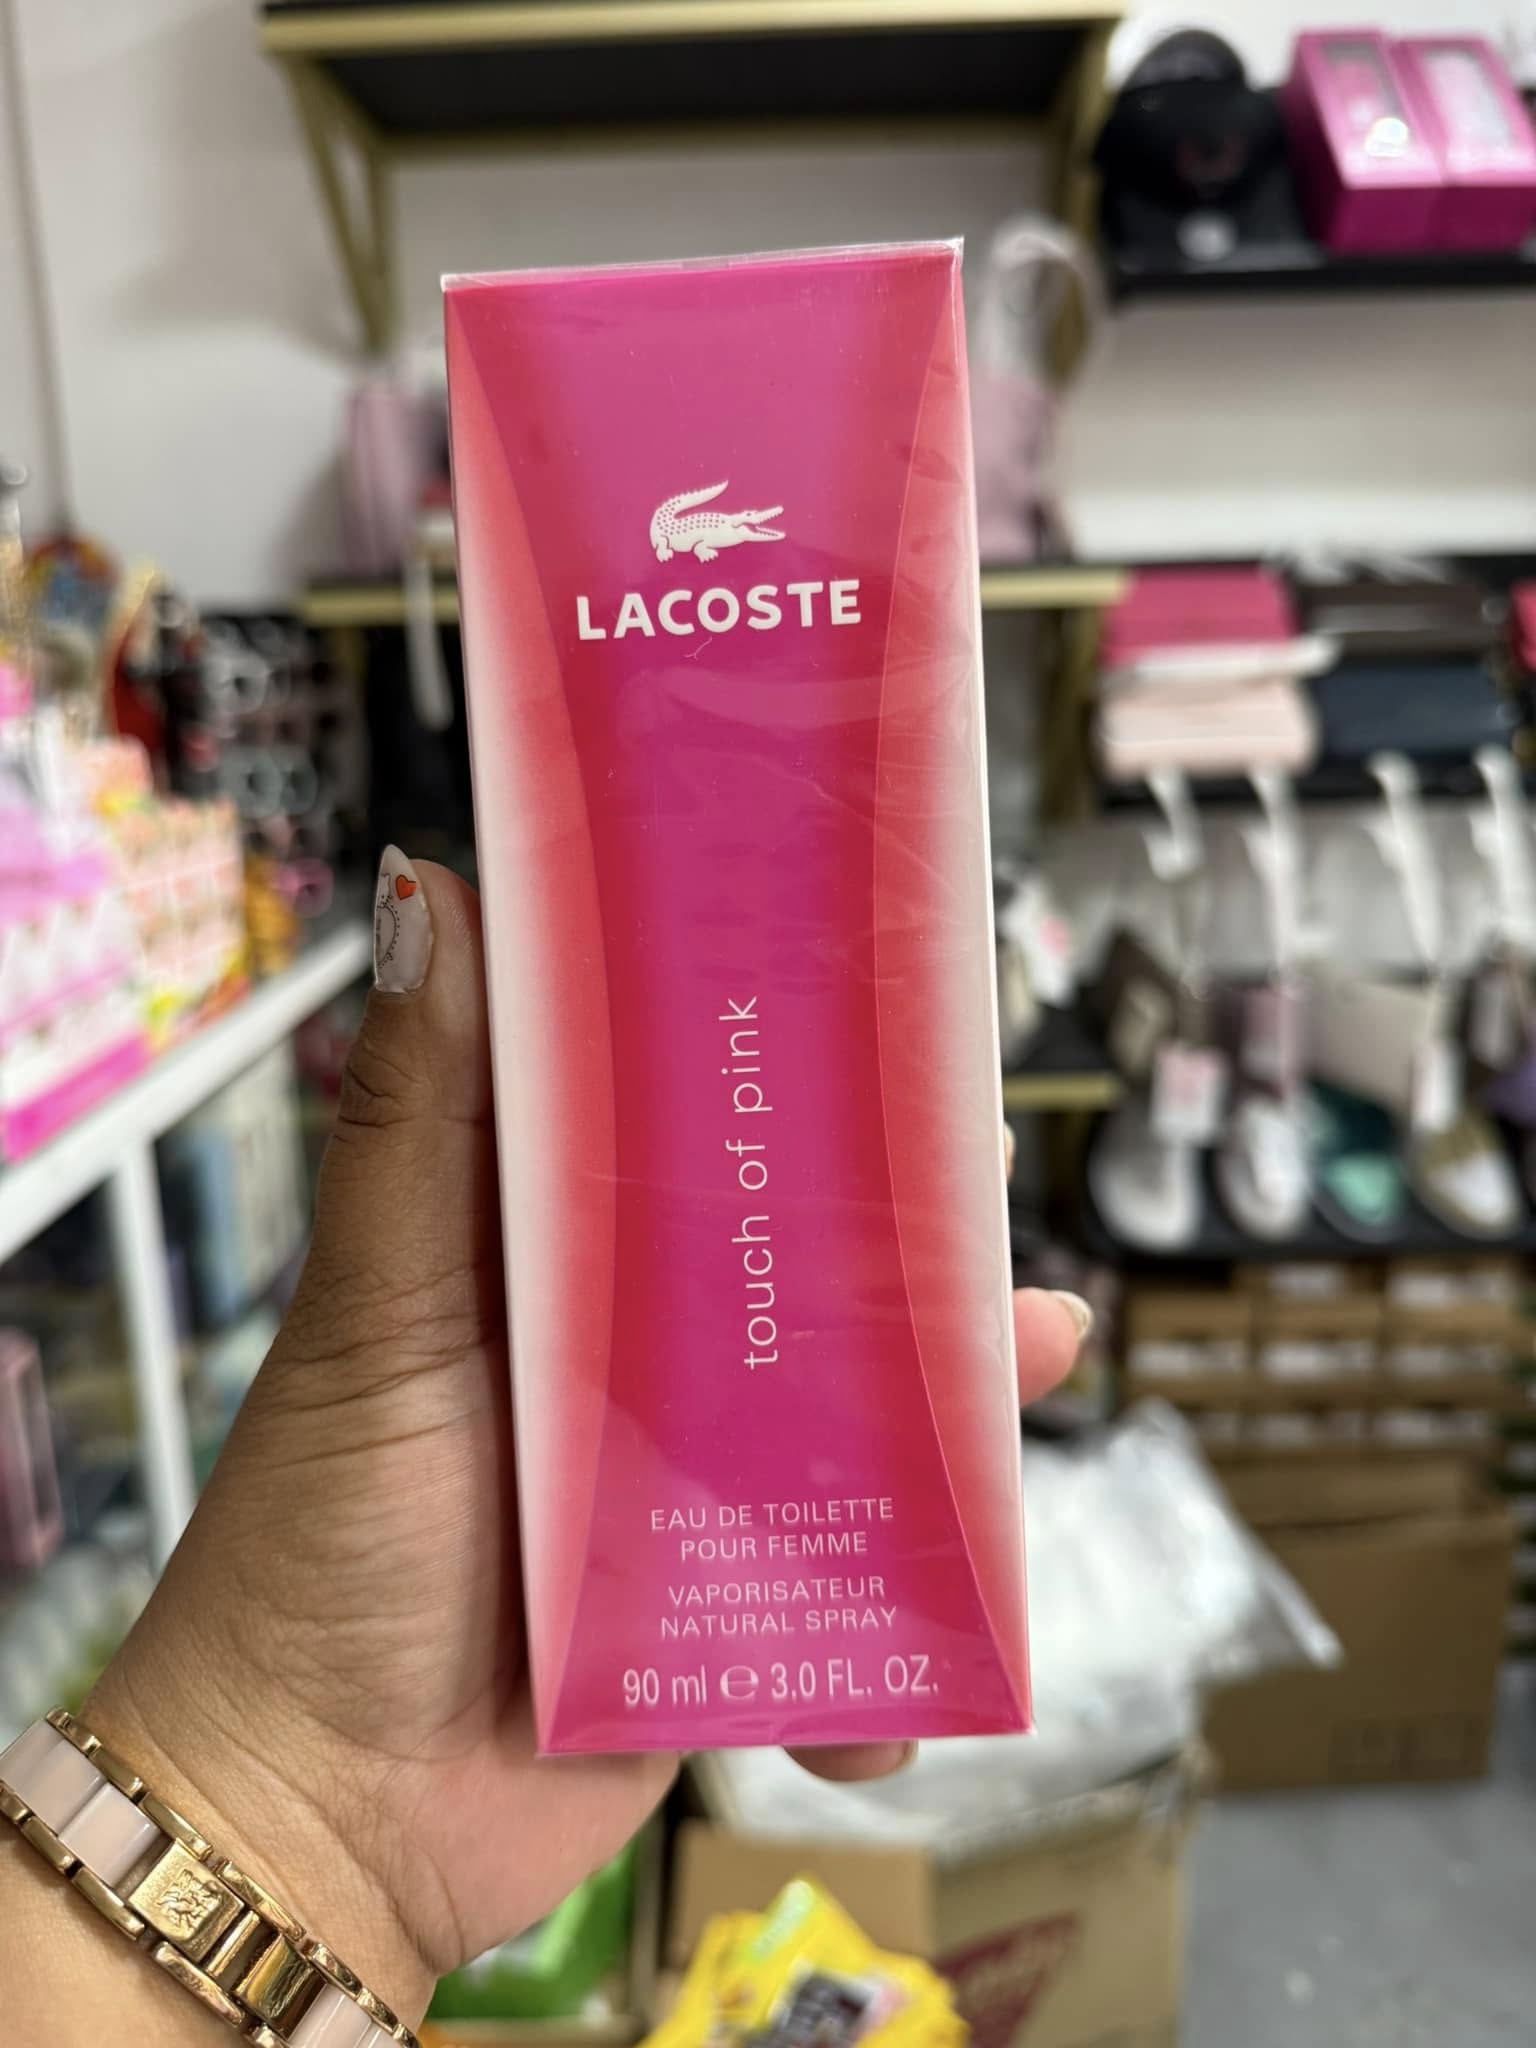 LACOSTE
touch of pink
EAU DE TOILETTE
POUR FEMME
VAPORISATEUR
NATURAL SPRAY
90 ml ℮ 3.0 FL. OZ.